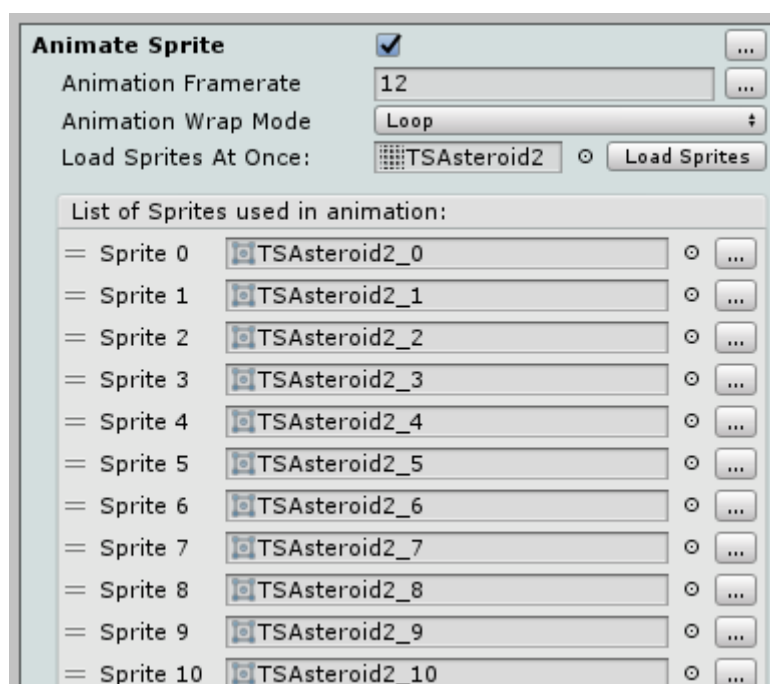 Animate Sprite ...
Animation Framerate 12 ...
Animation Wrap Mode Loop
Load Sprites At Once: TSAsteroid2 Load Sprites
List of Sprites used in animation:
Sprite 0 TSAsteroid2_0 ...
Sprite 1 TSAsteroid2_1 ...
Sprite 2 TSAsteroid2_2 ...
Sprite 3 TSAsteroid2_3 ...
Sprite 4 TSAsteroid2_4 ...
Sprite 5 TSAsteroid2_5 ...
Sprite 6 TSAsteroid2_6 ...
Sprite 7 TSAsteroid2_7 ...
Sprite 8 TSAsteroid2_8 ...
Sprite 9 TSAsteroid2_9 ...
Sprite 10 TSAsteroid2_10 ...